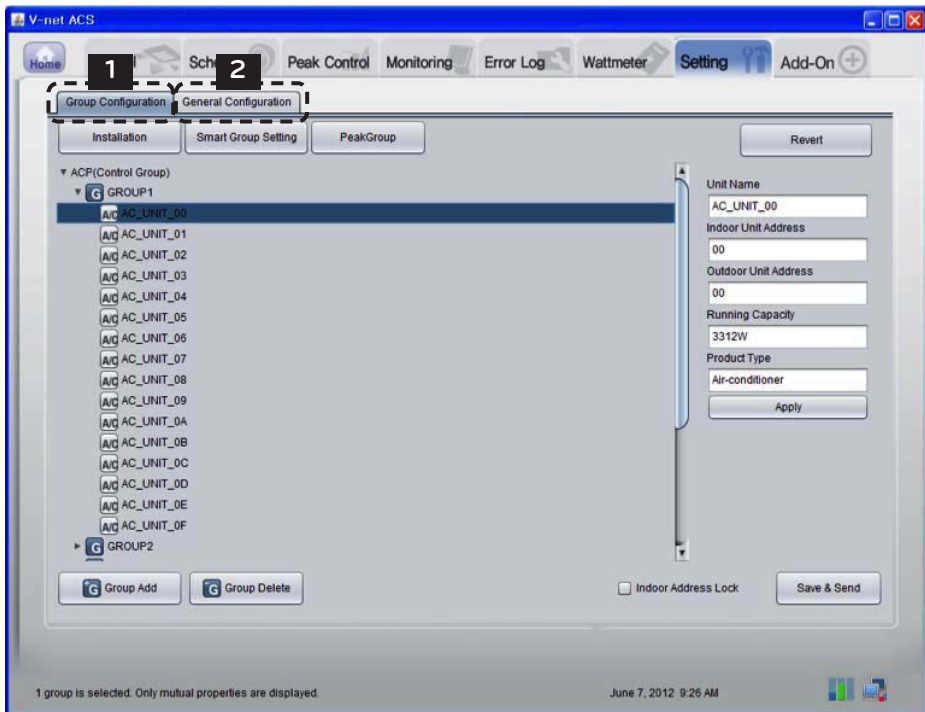 V-net ACS
Home
1
2
Peak Control
Monitoring
Error Log
Wattmeter
Setting
Add-On
Group Configuration
General Configuration
Installation
Smart Group Setting
PeakGroup
Revert
ACP(Control Group)
G GROUP1
A/C AC_UNIT_00
A/C AC_UNIT_01
A/C AC_UNIT_02
A/C AC_UNIT_03
A/C AC_UNIT_04
A/C AC_UNIT_05
A/C AC_UNIT_06
A/C AC_UNIT_07
A/C AC_UNIT_08
A/C AC_UNIT_09
A/C AC_UNIT_0A
A/C AC_UNIT_0B
A/C AC_UNIT_0C
A/C AC_UNIT_0D
A/C AC_UNIT_0E
A/C AC_UNIT_0F
G GROUP2
Unit Name
AC_UNIT_00
Indoor Unit Address
00
Outdoor Unit Address
00
Running Capacity
3312W
Product Type
Air-conditioner
Apply
G Group Add
G Group Delete
Indoor Address Lock
Save & Send
1 group is selected. Only mutual properties are displayed.
June 7, 2012 9:26 AM